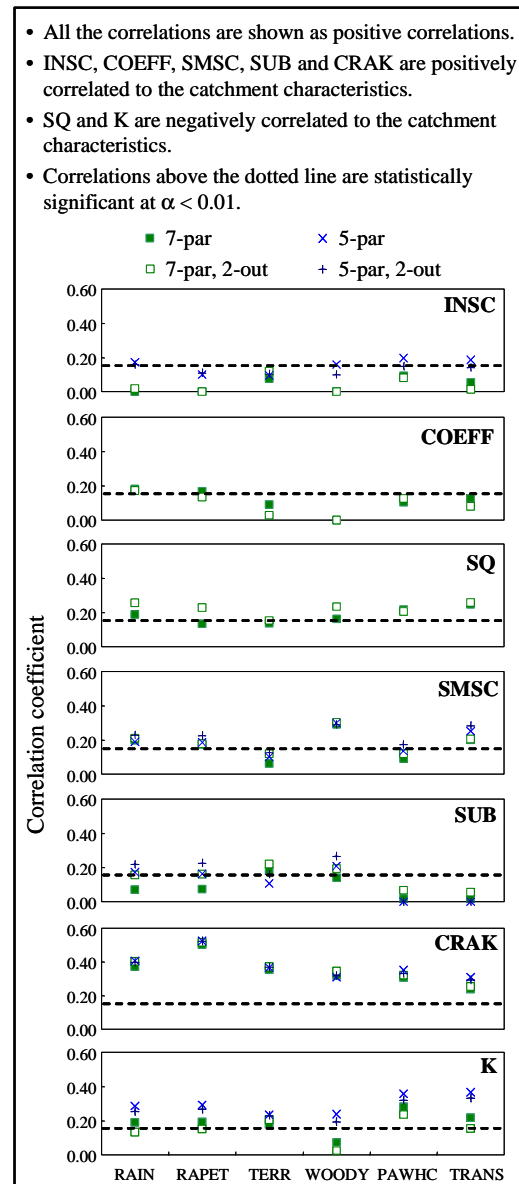 • All the correlations are shown as positive correlations.
• INSC, COEFF, SMSC, SUB and CRAK are positively
correlated to the catchment characteristics.
• SQ and K are negatively correlated to the catchment
characteristics.
• Correlations above the dotted line are statistically
significant at α < 0.01.
7-par
5-par
7-par, 2-out
5-par, 2-out
Correlation coefficient
INSC
0.60
0.40
0.20
0.00
COEFF
0.60
0.40
0.20
0.00
SQ
0.60
0.40
0.20
0.00
SMSC
0.60
0.40
0.20
0.00
SUB
0.60
0.40
0.20
0.00
CRAK
0.60
0.40
0.20
0.00
K
0.60
0.40
0.20
0.00
RAIN RAPET TERR WOODY PAWHC TRANS